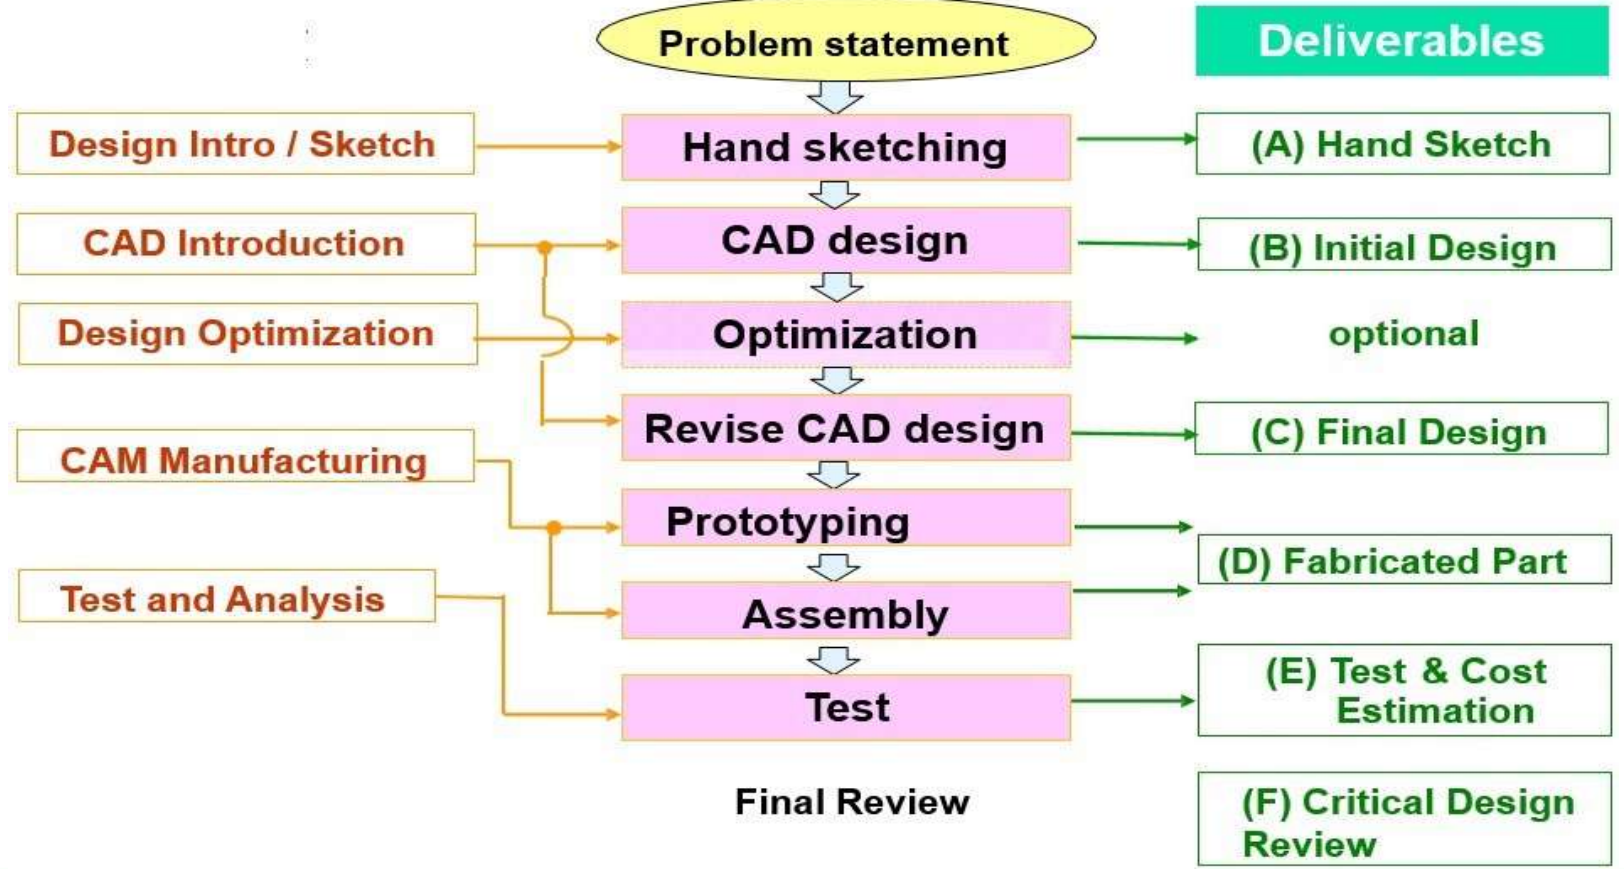 Problem statement
Deliverables
Design Intro / Sketch
Hand sketching
(A) Hand Sketch
CAD Introduction
CAD design
(B) Initial Design
Design Optimization
Optimization
optional
Revise CAD design
(C) Final Design
CAM Manufacturing
Prototyping
(D) Fabricated Part
Test and Analysis
Assembly
(E) Test & Cost
Estimation
Test
Final Review
(F) Critical Design
Review